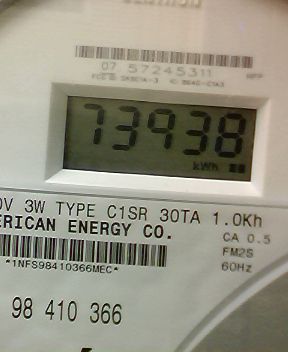 07 57245311
73938
kWh
0V 3W TYPE C1SR 30TA 1.0Kh
ERICAN ENERGY CO.
CA 0.5
FM2S
60Hz
*1NFS98410366MEC*
98 410 366